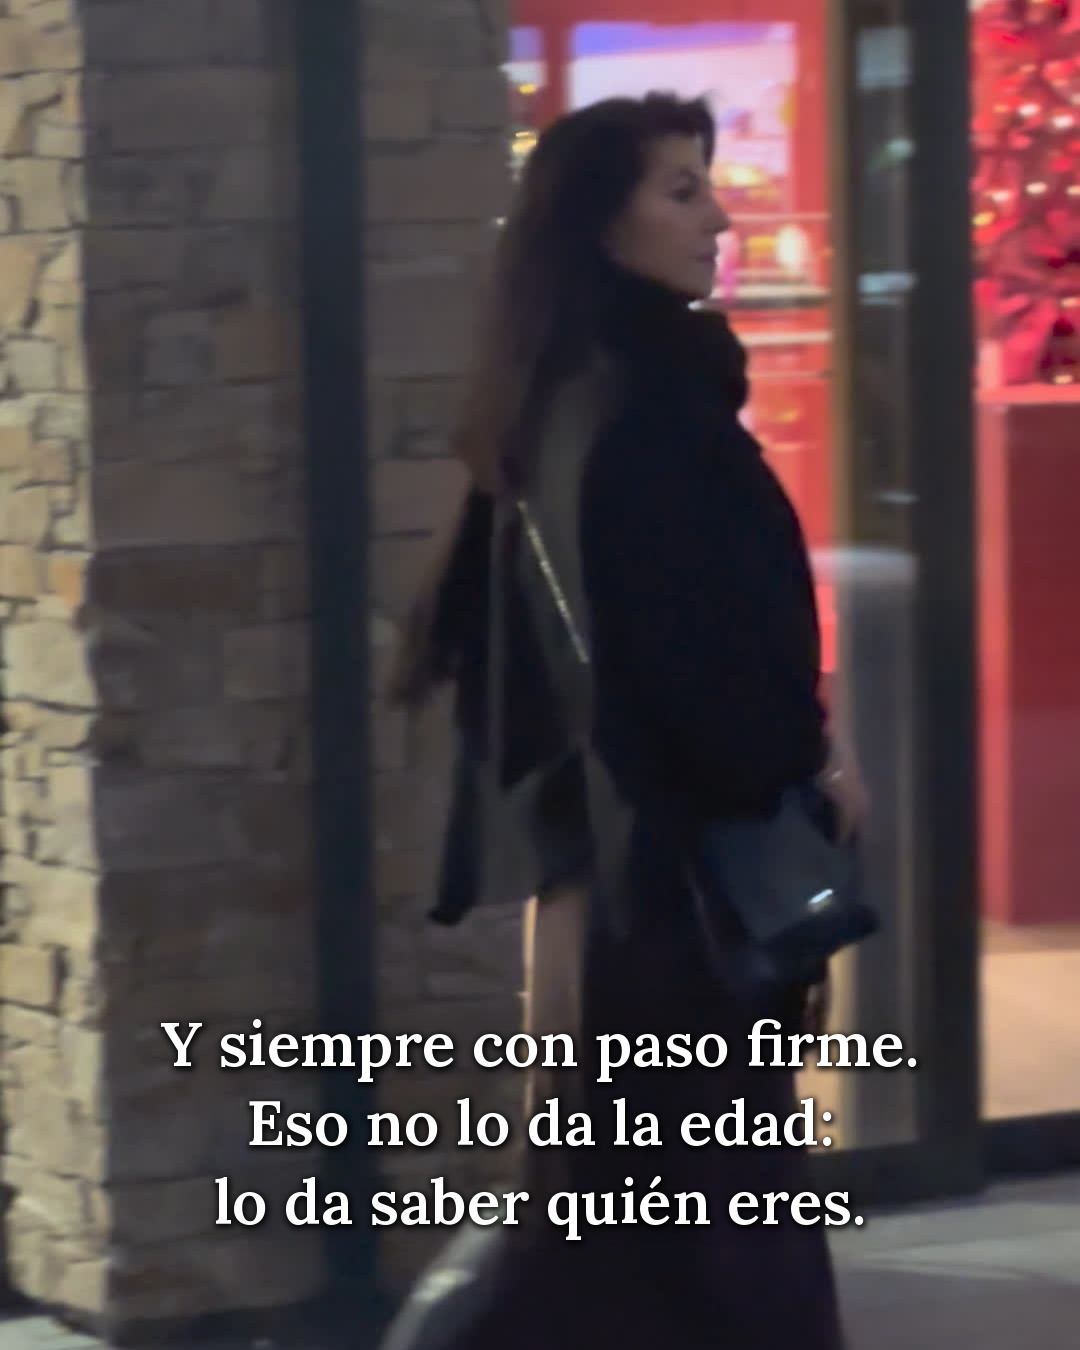 Y siempre con paso firme.
Eso no lo da la edad:
lo da saber quién eres.